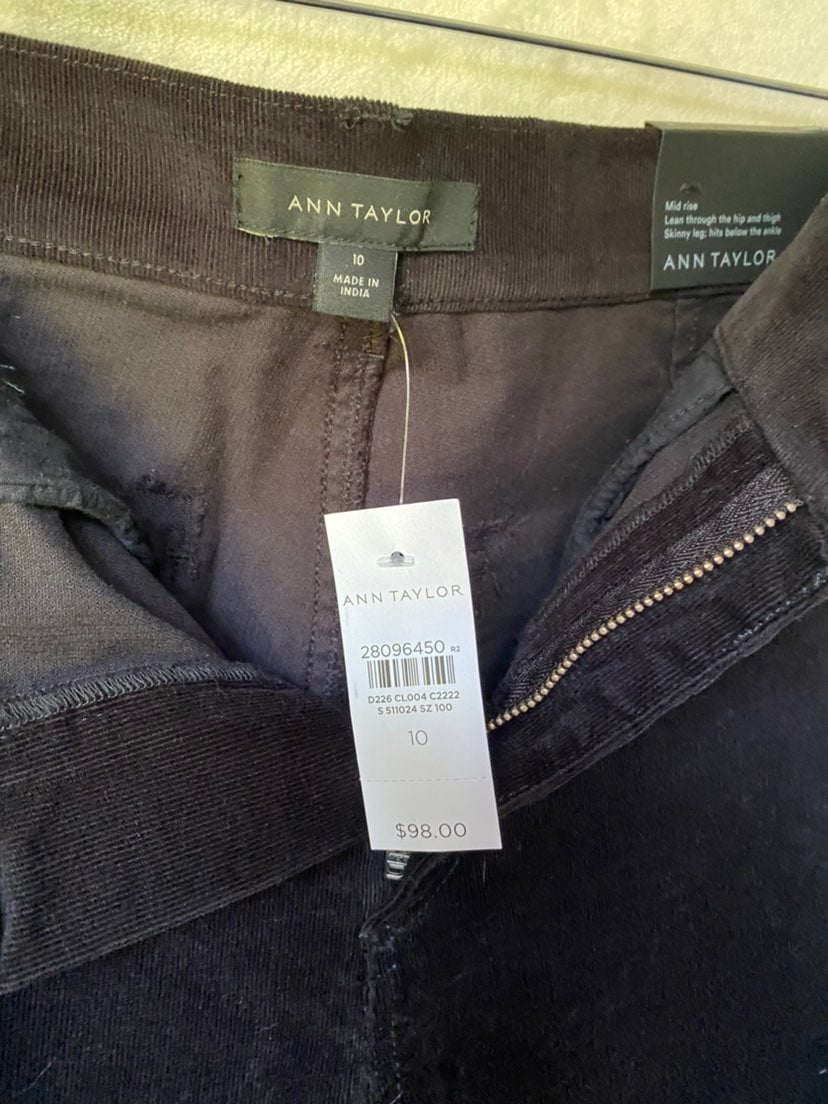 ANN TAYLOR
10
MADE IN
INDIA
Mid rise
Lean through the hip and thigh
Skinny leg; hits below the ankle
ANN TAYLOR
ANN TAYLOR
28096450 R2
D226 CL004 C2222
S 511024 SZ 100
10
$98.00